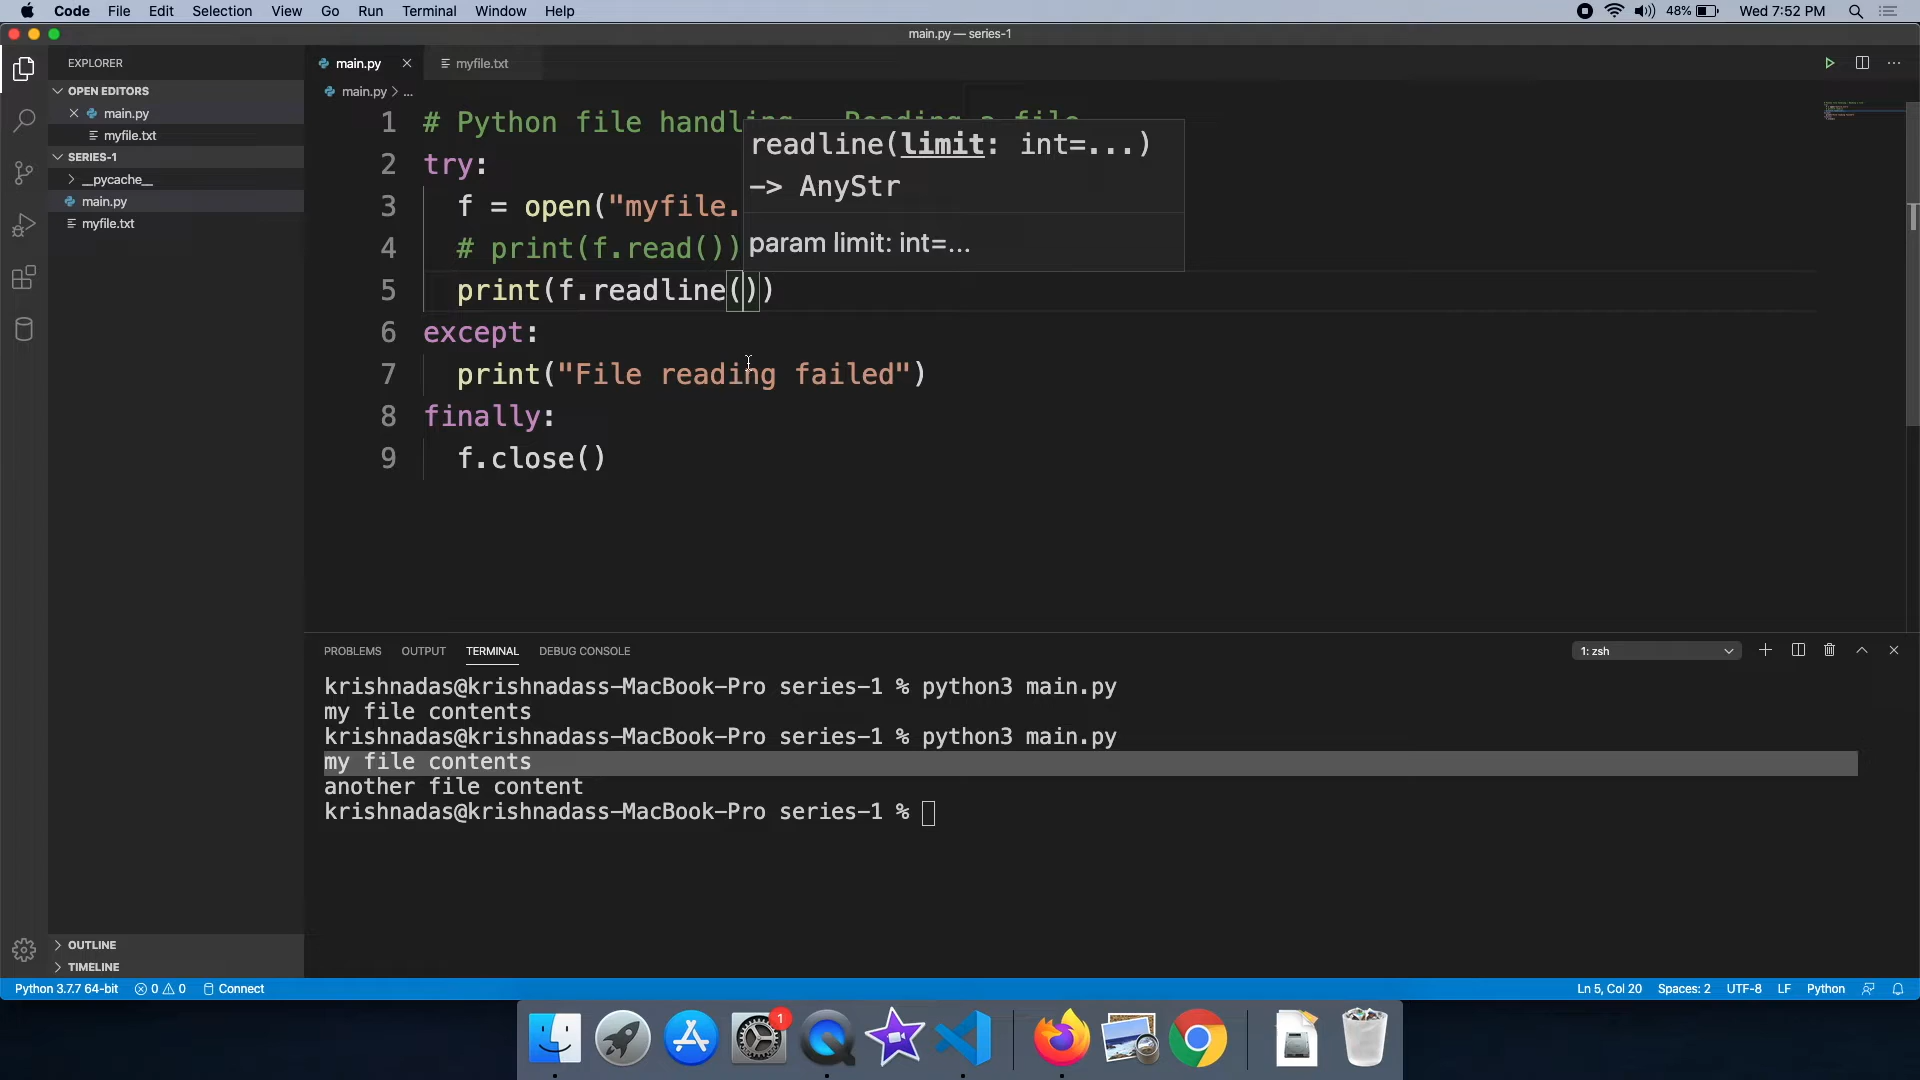 Code File Edit Selection View Go Run Terminal Window Help 48% Wed 7:52 PM
main.py — series-1
EXPLORER
main.py myfile.txt
OPEN EDITORS
main.py > ...
main.py
myfile.txt
SERIES-1
__pycache__
main.py
myfile.txt
1 # Python file handling
2 try:
3 f = open("myfile.
4 # print(f.read())
5 print(f.readline())
6 except:
7 print("File reading failed")
8 finally:
9 f.close()
readline(limit: int=...)
-> AnyStr
param limit: int=...
PROBLEMS OUTPUT TERMINAL DEBUG CONSOLE 1: zsh
krishnadas@krishnadass-MacBook-Pro series-1 % python3 main.py
my file contents
krishnadas@krishnadass-MacBook-Pro series-1 % python3 main.py
my file contents
another file content
krishnadas@krishnadass-MacBook-Pro series-1 %
OUTLINE
TIMELINE
Python 3.7.7 64-bit 0 0 Connect Ln 5, Col 20 Spaces: 2 UTF-8 LF Python
1